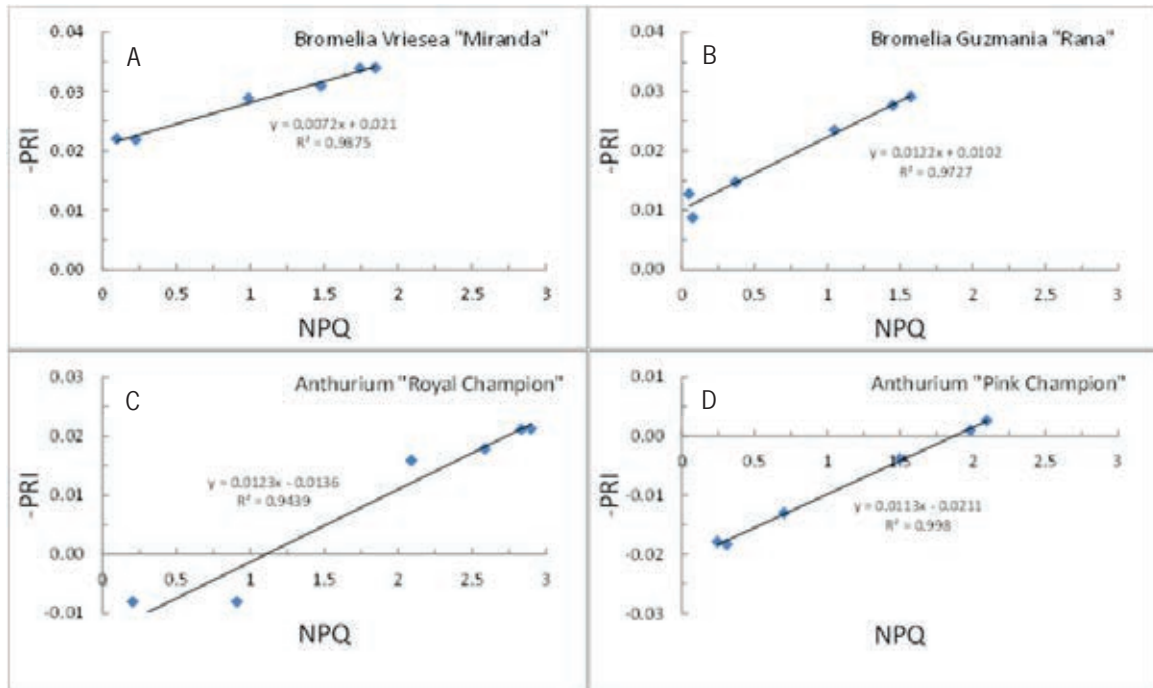 A
Bromelia Vriesea "Miranda"
0.04
0.03
0.02
0.01
0.00
-PRI
y = 0.0072x + 0.021
R² = 0.9875
0 0.5 1 1.5 2 2.5 3
NPQ
B
Bromelia Guzmania "Rana"
0.04
0.03
0.02
0.01
0.00
-PRI
y = 0.0122x + 0.0102
R² = 0.9727
0 0.5 1 1.5 2 2.5 3
NPQ
C
Anthurium "Royal Champion"
0.03
0.02
0.01
0.00
-0.01
-PRI
y = 0.0123x - 0.0136
R² = 0.9439
0 0.5 1 1.5 2 2.5 3
NPQ
D
Anthurium "Pink Champion"
0.01
0.00
-0.01
-0.02
-0.03
-PRI
0 0.5 1 1.5 2 2.5 3
y = 0.0113x - 0.0211
R² = 0.998
NPQ